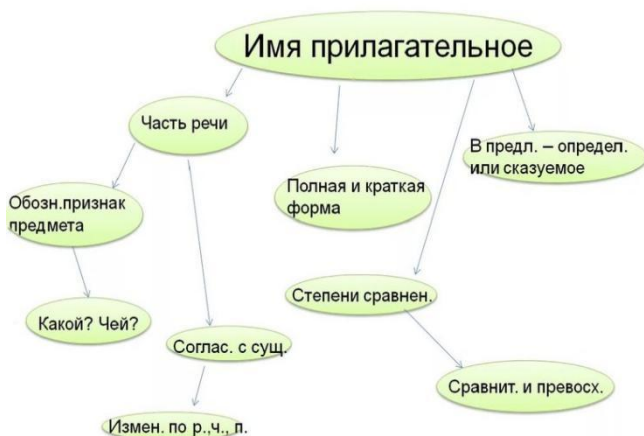 Имя прилагательное
Часть речи
В предл. – определ.
или сказуемое
Полная и краткая
форма
Обозн.признак
предмета
Степени сравнен.
Какой? Чей?
Соглас. с сущ.
Сравнит. и превосх.
Измен. по р.,ч., п.